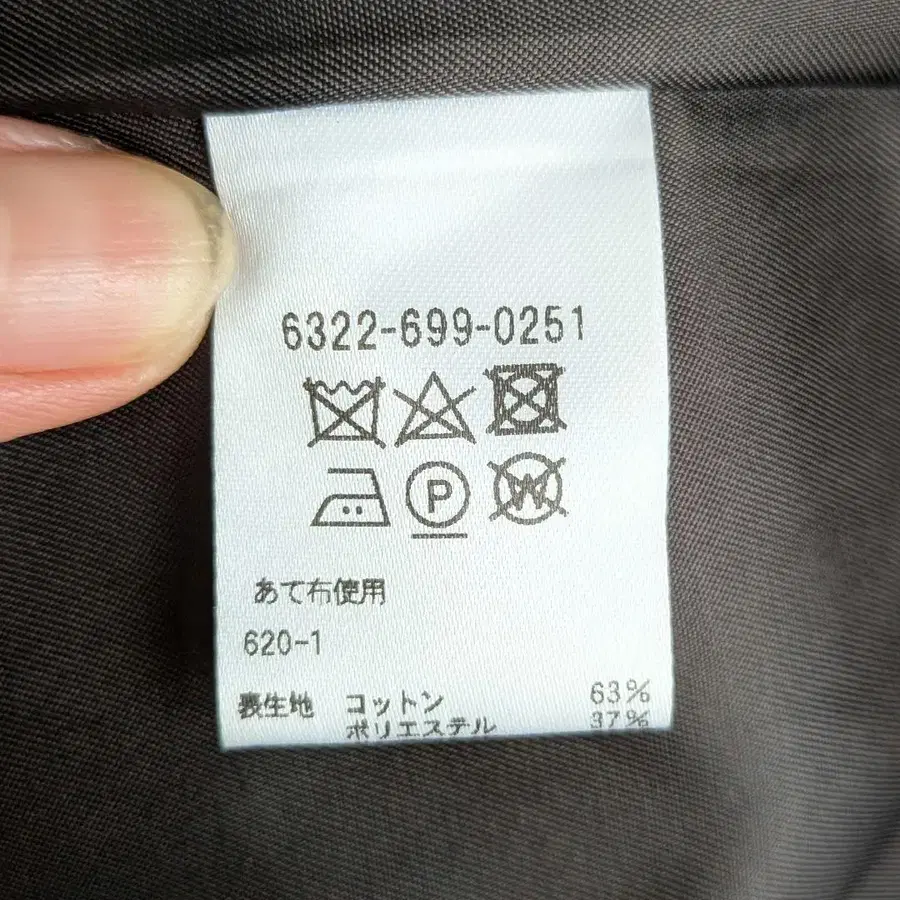 6322-699-0251
P W
あて布使用
620-1
表生地 コットン 63%
ポリエステル 37%